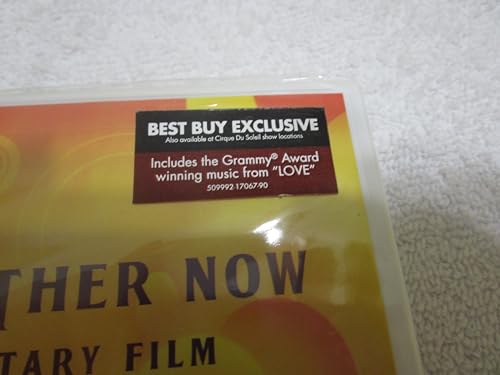 BEST BUY EXCLUSIVE
Also available at Cirque Du Soleil show locations
Includes the Grammy® Award
winning music from "LOVE"
509992-17067-90
THER NOW
TARY FILM